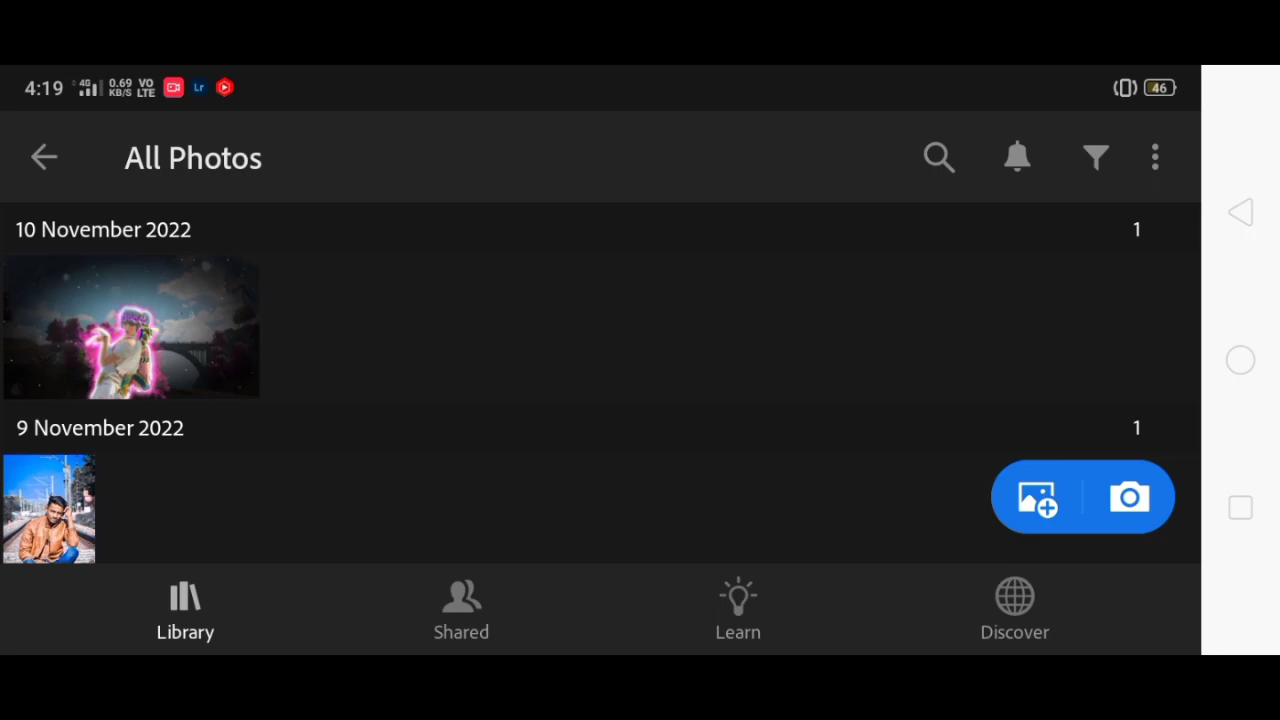 4:19 4G 0.69 KB/S VO LTE Lr 46
All Photos
10 November 2022 1
9 November 2022 1
Library Shared Learn Discover